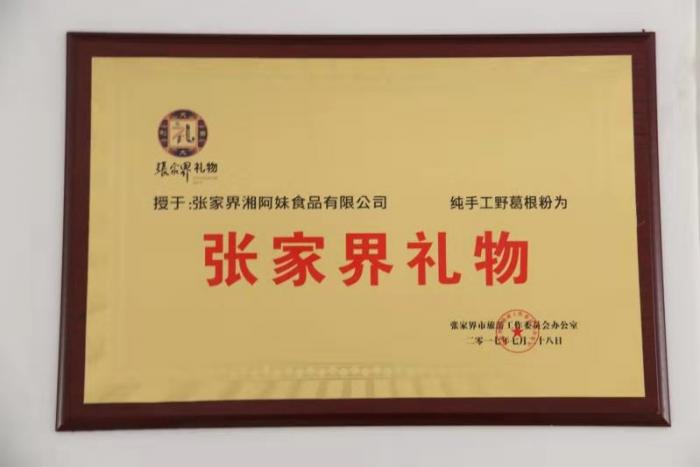 礼
張家界礼物
授于:张家界湘阿妹食品有限公司 纯手工野葛根粉为
张家界礼物
张家界市旅游工作委员会办公室
二零一七年七月二十八日